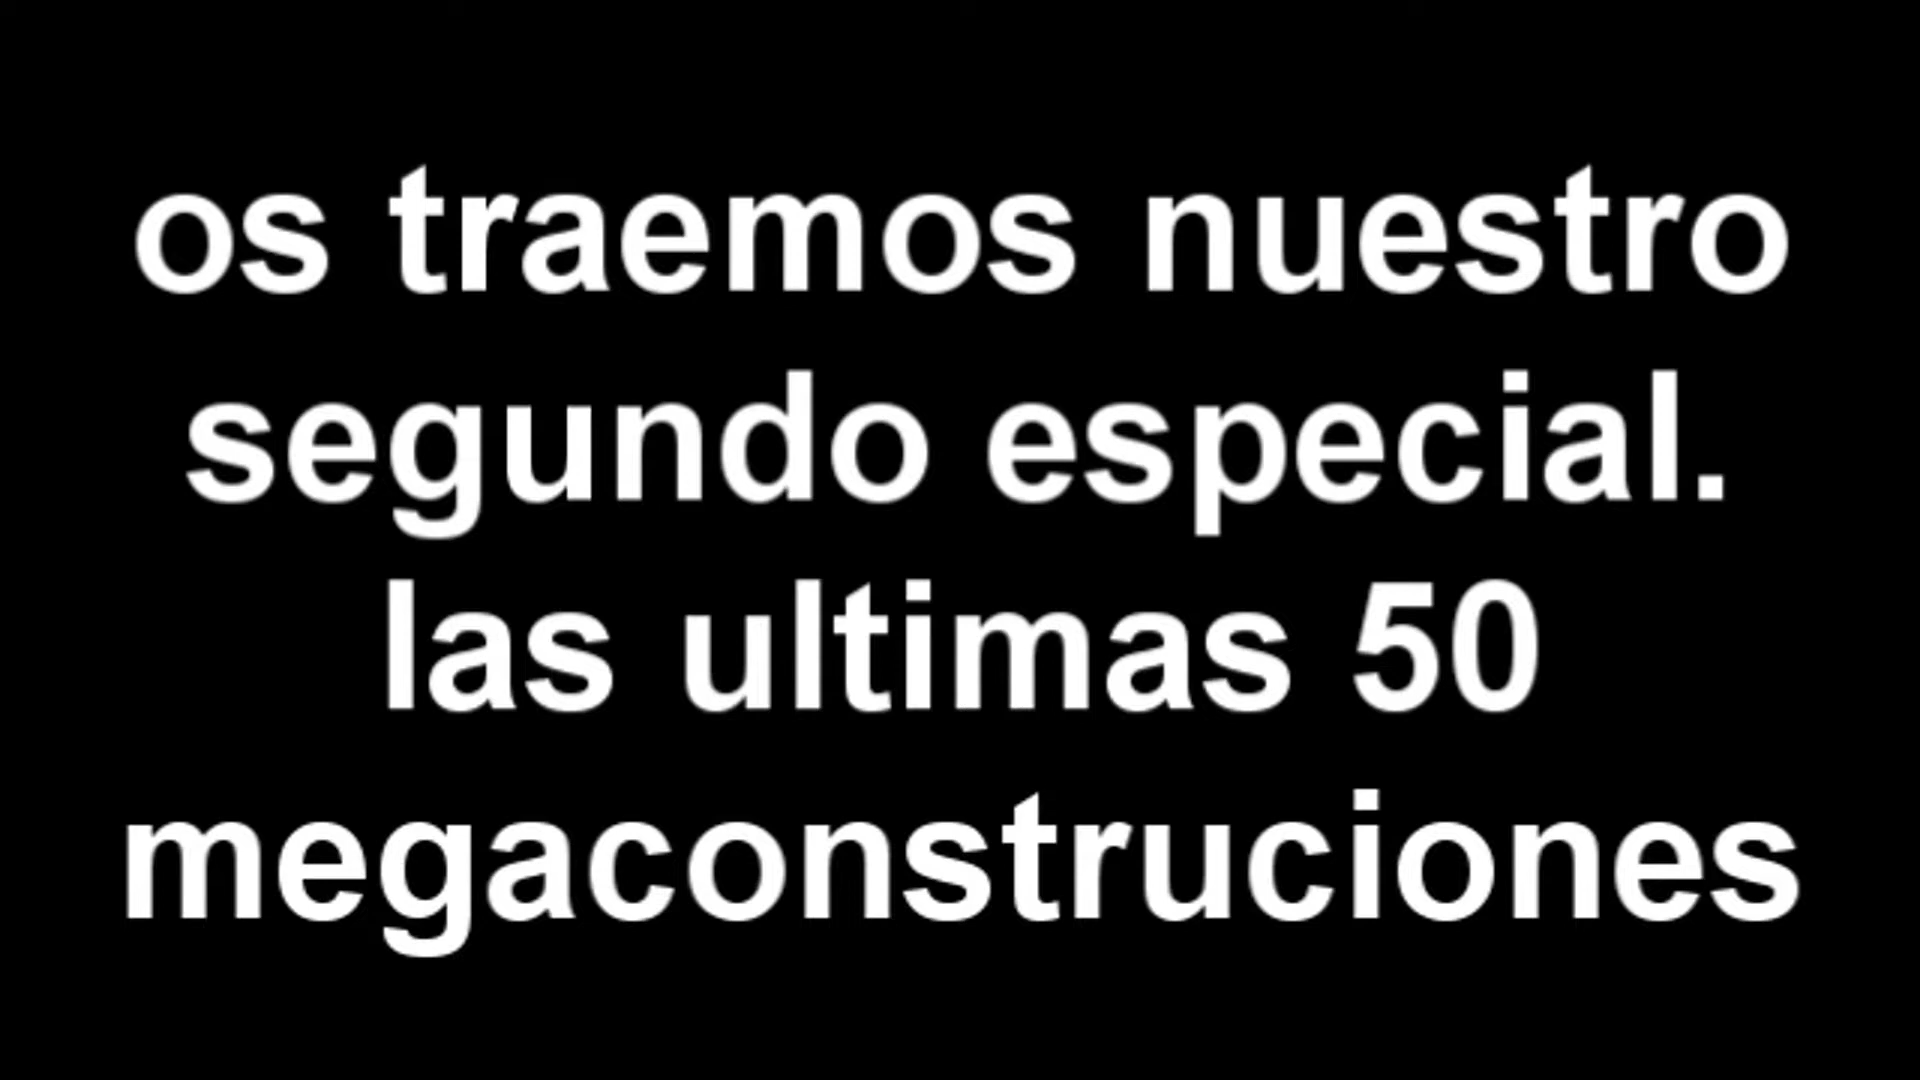 os traemos nuestro
segundo especial.
las ultimas 50
megaconstruciones